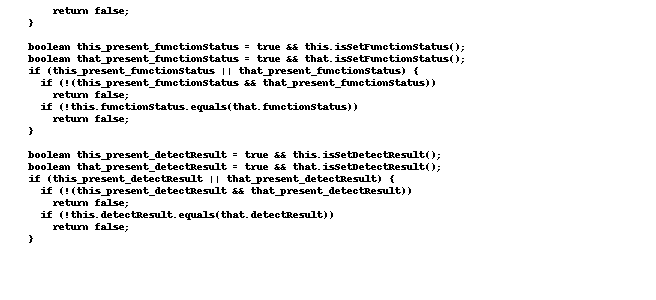 return false;
}
boolean this_present_functionStatus = true && this.isSetFunctionStatus();
boolean that_present_functionStatus = true && that.isSetFunctionStatus();
if (this_present_functionStatus || that_present_functionStatus) {
if (!(this_present_functionStatus && that_present_functionStatus))
return false;
if (!this.functionStatus.equals(that.functionStatus))
return false;
}
boolean this_present_detectResult = true && this.isSetDetectResult();
boolean that_present_detectResult = true && that.isSetDetectResult();
if (this_present_detectResult || that_present_detectResult) {
if (!(this_present_detectResult && that_present_detectResult))
return false;
if (!this.detectResult.equals(that.detectResult))
return false;
}